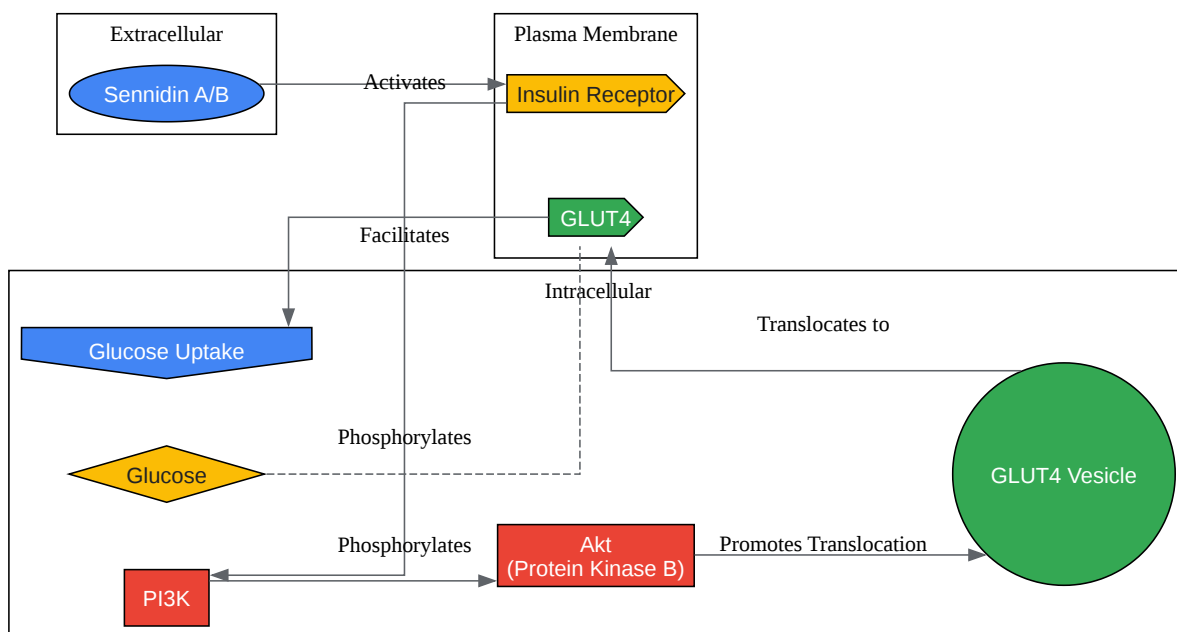 Extracellular
Plasma Membrane
Sennidin A/B
Activates
Insulin Receptor
GLUT4
Facilitates
Intracellular
Translocates to
Glucose Uptake
Phosphorylates
Glucose
GLUT4 Vesicle
Phosphorylates
Akt
(Protein Kinase B)
Promotes Translocation
PI3K